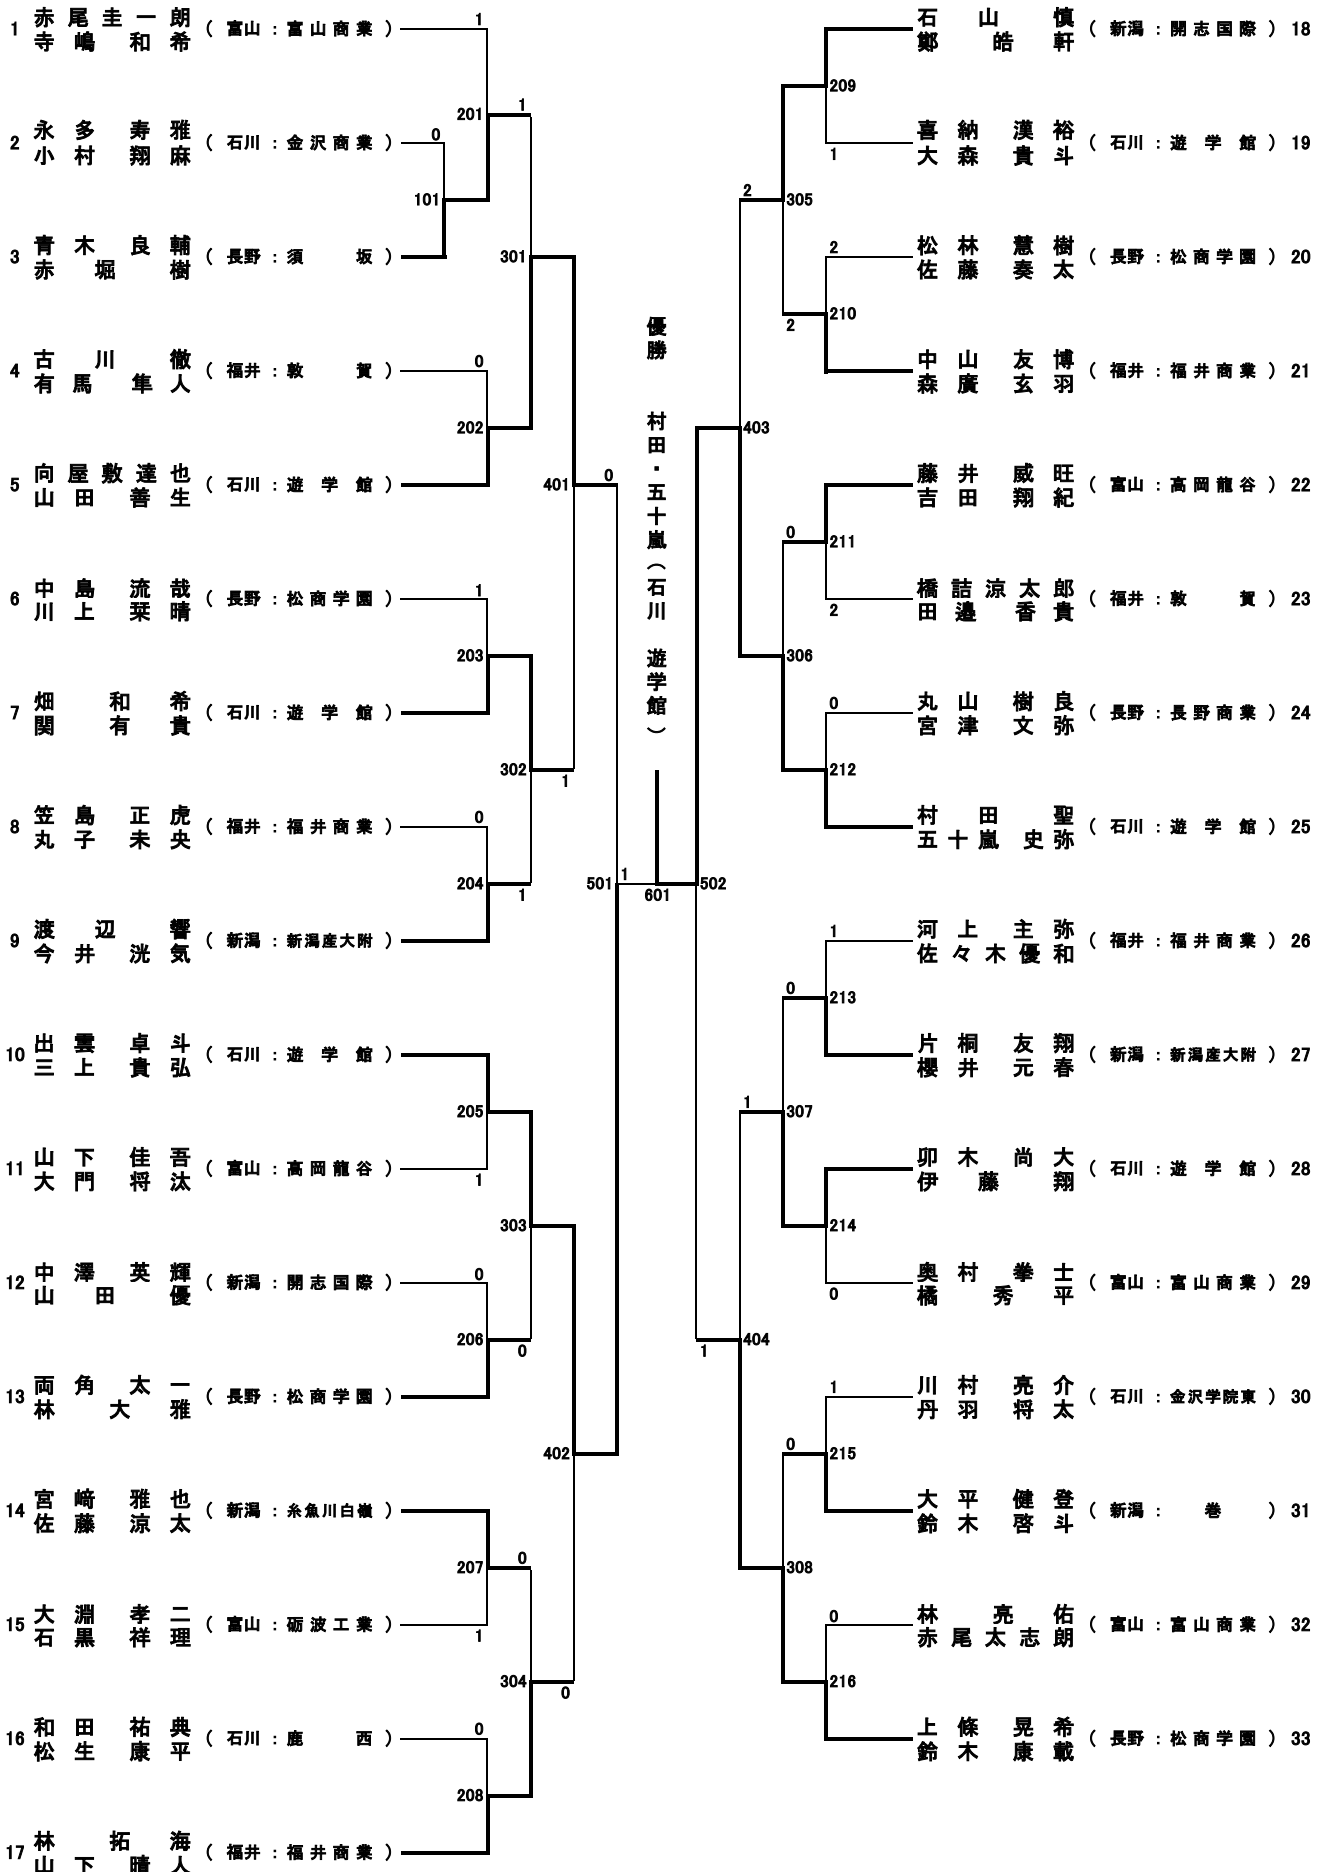 1 赤尾圭一朗 寺嶋和希 (富山:富山商業) 1
201 1
2 永多寿雅 小村翔麻 (石川:金沢商業) 0
101
3 青木良輔 赤堀樹 (長野:須坂)
301
4 古川徹 有馬隼人 (福井:敦賀) 0
202
5 向屋敷達也 山田善生 (石川:遊学館)
401 0
6 中島流哉 川上栞晴 (長野:松商学園) 1
203
7 畑和希 関有貴 (石川:遊学館)
302 1
8 笠島正虎 丸子未央 (福井:福井商業) 0
204 1
9 渡辺響 今井洸気 (新潟:新潟産大附)
501 1
10 出雲卓斗 三上貴弘 (石川:遊学館)
205
11 山下佳吾 大門将汰 (富山:高岡龍谷) 1
303
12 中澤英輝 山田優 (新潟:開志国際) 0
206 0
13 両角太一 林大雅 (長野:松商学園)
402
14 宮﨑雅也 佐藤涼太 (新潟:糸魚川白嶺)
207 0
15 大淵孝二 石黒祥理 (富山:砺波工業) 1
304 0
16 和田祐典 松生康平 (石川:鹿西) 0
208
17 林拓海 山下晴人 (福井:福井商業)
優勝 村田・五十嵐(石川 遊学館)
601
石山慎 鄭皓軒 (新潟:開志国際) 18
209
1 喜納漢裕 大森貴斗 (石川:遊学館) 19
2 305
2 松林慧樹 佐藤奏太 (長野:松商学園) 20
2 210
中山友博 森廣玄羽 (福井:福井商業) 21
403
藤井威旺 吉田翔紀 (富山:高岡龍谷) 22
0 211
2 橋詰涼太郎 田邉香貴 (福井:敦賀) 23
306
0 丸山樹良 宮津文弥 (長野:長野商業) 24
212
村田聖 五十嵐史弥 (石川:遊学館) 25
502
1 河上主弥 佐々木優和 (福井:福井商業) 26
0 213
片桐友翔 櫻井元春 (新潟:新潟産大附) 27
1 307
卯木尚大 伊藤翔 (石川:遊学館) 28
214
0 奥村拳士 橘秀平 (富山:富山商業) 29
1 404
1 川村亮介 丹羽将太 (石川:金沢学院東) 30
0 215
大平健登 鈴木啓斗 (新潟:巻) 31
308
0 林亮佑 赤尾太志朗 (富山:富山商業) 32
216
上條晃希 鈴木康載 (長野:松商学園) 33